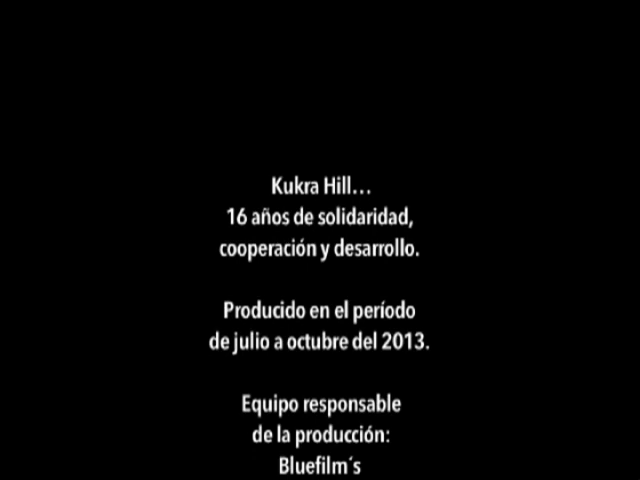 Kukra Hill...
16 años de solidaridad,
cooperación y desarrollo.
Producido en el período
de julio a octubre del 2013.
Equipo responsable
de la producción:
Bluefilm´s